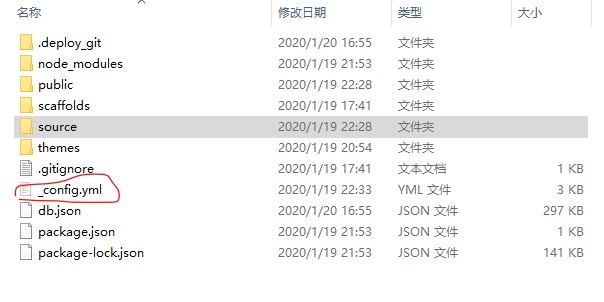 名称 修改日期 类型 大小
.deploy_git 2020/1/20 16:55 文件夹
node_modules 2020/1/19 21:53 文件夹
public 2020/1/19 22:28 文件夹
scaffolds 2020/1/19 17:41 文件夹
source 2020/1/19 22:28 文件夹
themes 2020/1/19 20:54 文件夹
.gitignore 2020/1/19 17:41 文本文档 1 KB
_config.yml 2020/1/19 22:33 YML 文件 3 KB
db.json 2020/1/20 16:55 JSON 文件 297 KB
package.json 2020/1/19 21:53 JSON 文件 1 KB
package-lock.json 2020/1/19 21:53 JSON 文件 141 KB